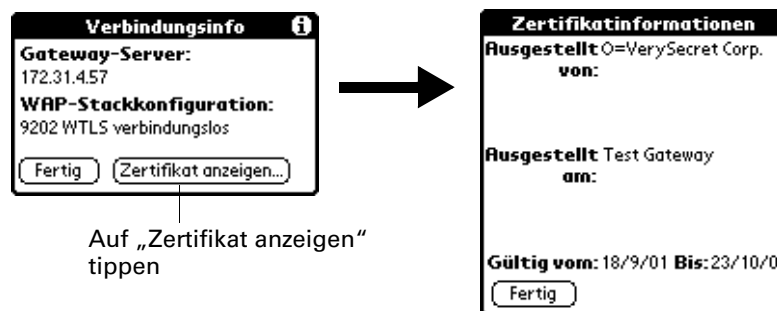 Verbindungsinfo
Gateway-Server:
172.31.4.57
WAP-Stackkonfiguration:
9202 WTLS verbindungslos
Fertig
Zertifikat anzeigen...
Auf „Zertifikat anzeigen“
tippen
Zertifikatinformationen
Ausgestellt O=VerySecret Corp.
von:
Ausgestellt Test Gateway
am:
Gültig vom: 18/9/01 Bis: 23/10/0
Fertig